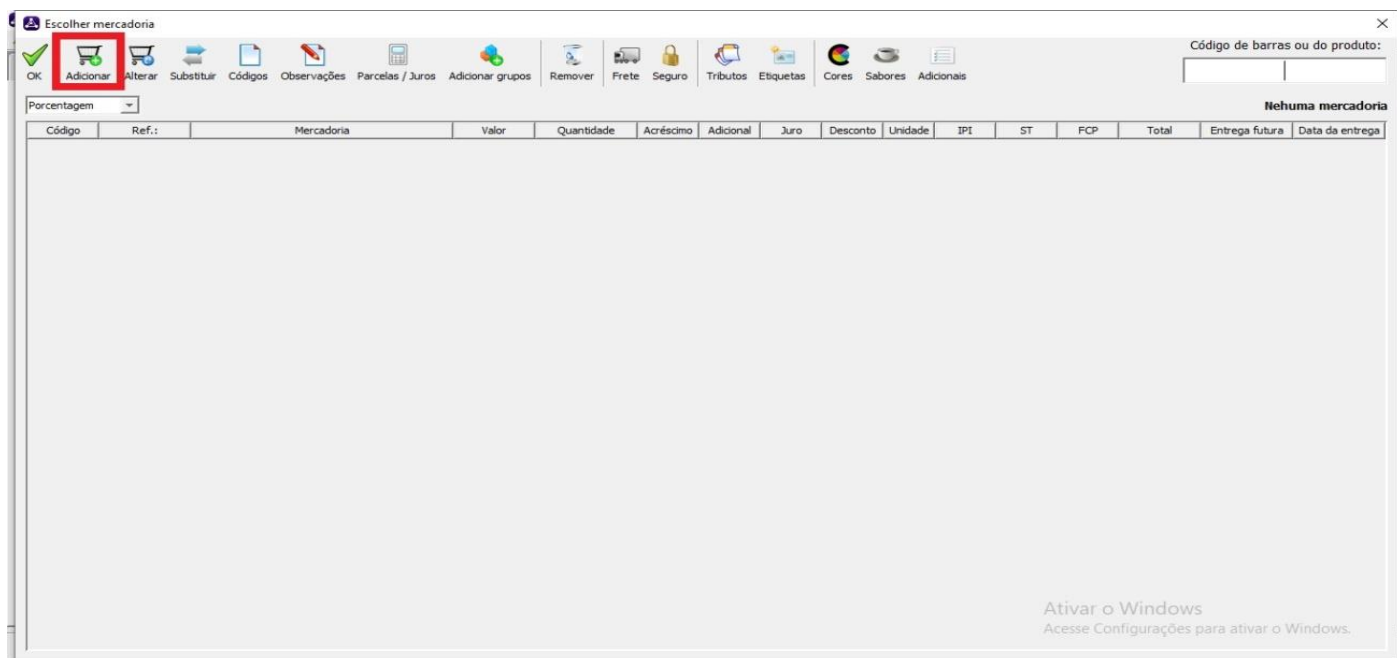 Escolher mercadoria
Código de barras ou do produto:
OK Adicionar Alterar Substituir Códigos Observações Parcelas / Juros Adicionar grupos Remover Frete Seguro Tributos Etiquetas Cores Sabores Adicionais
Porcentagem
Nehuma mercadoria
Código Ref.: Mercadoria Valor Quantidade Acréscimo Adicional Juro Desconto Unidade IPI ST FCP Total Entrega futura Data da entrega
Ativar o Windows
Acesse Configurações para ativar o Windows.